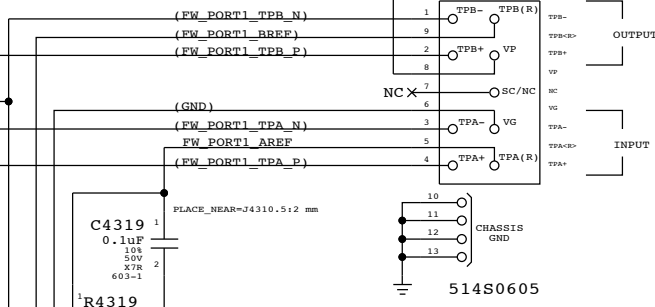 (FW_PORT1_TPB_N) 1 TPB- TPB(R) TPB-
(FW_PORT1_BREF) 9 TPB<R> OUTPUT
(FW_PORT1_TPB_P) 2 TPB+ VP TPB+
8 VP
NC 7 SC/NC NC
(GND) 6 VG
(FW_PORT1_TPA_N) 3 TPA- VG TPA-
FW_PORT1_AREF 5 TPA<R> INPUT
(FW_PORT1_TPA_P) 4 TPA+ TPA(R) TPA+
PLACE_NEAR=J4310.5:2 mm
C4319 1
0.1uF
10%
50V
X7R 2
603-1
1 R4319
10
11 CHASSIS
12 GND
13
514S0605